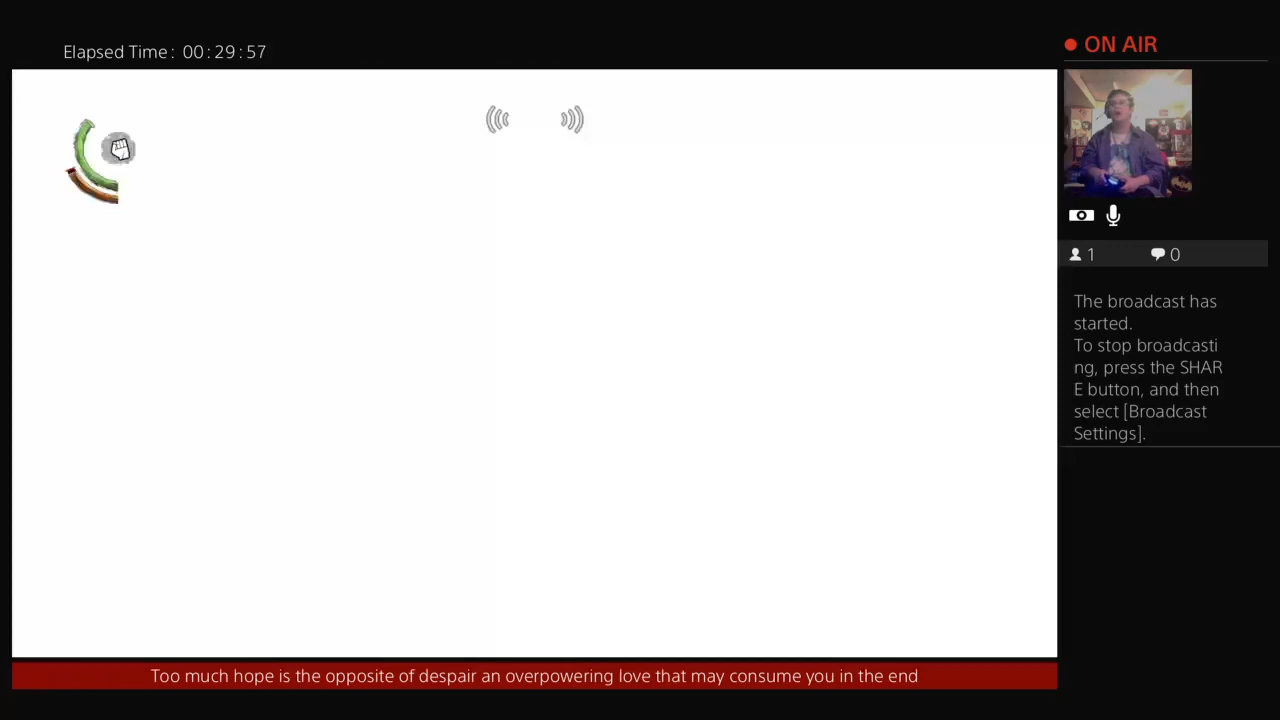 Elapsed Time: 00:29:57
ON AIR
1
0
The broadcast has
started.
To stop broadcasti
ng, press the SHAR
E button, and then
select [Broadcast
Settings].
Too much hope is the opposite of despair an overpowering love that may consume you in the end